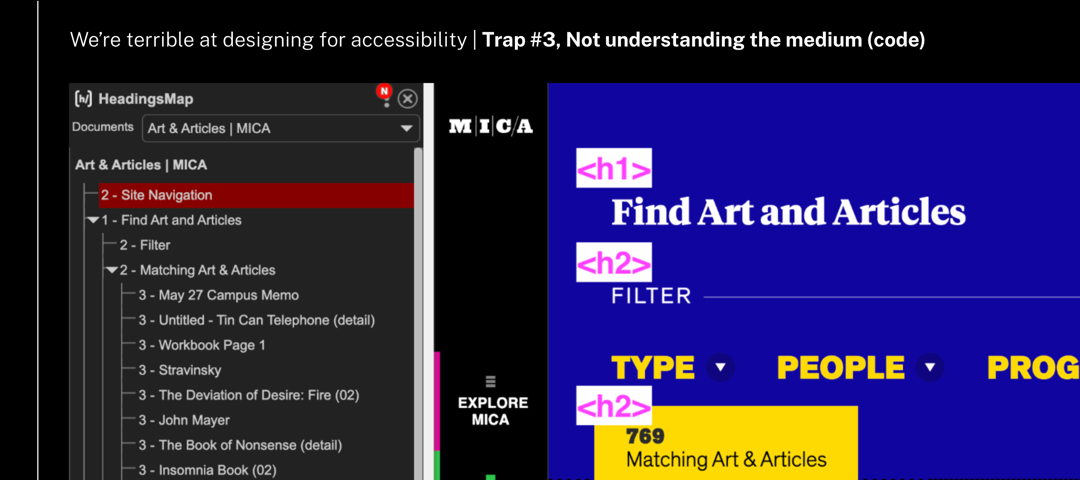 We're terrible at designing for accessibility | Trap #3, Not understanding the medium (code)
[h] HeadingsMap
N
Documents
Art & Articles | MICA
Art & Articles | MICA
2 - Site Navigation
1 - Find Art and Articles
2 - Filter
2 - Matching Art & Articles
3 - May 27 Campus Memo
3 - Untitled - Tin Can Telephone (detail)
3 - Workbook Page 1
3 - Stravinsky
3 - The Deviation of Desire: Fire (02)
3 - John Mayer
3 - The Book of Nonsense (detail)
3 - Insomnia Book (02)
M|I|C/A
EXPLORE
MICA
<h1>
Find Art and Articles
<h2>
FILTER
TYPE PEOPLE PROG
<h2>
769
Matching Art & Articles